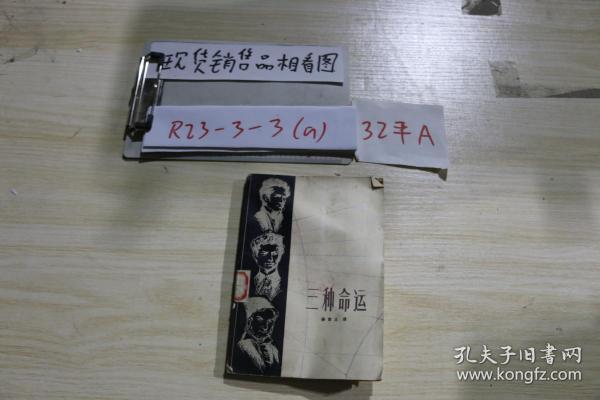 现货销售品相看图
R23-3-3(a)
32平A
三种命运
孔夫子旧书网
www.kongfz.com